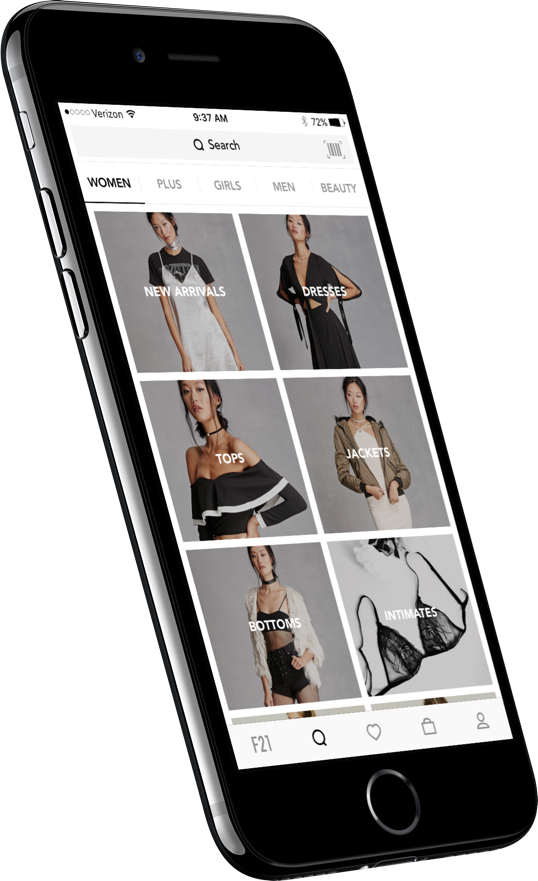 Verizon 9:37 AM 72%
Search
WOMEN PLUS GIRLS MEN BEAUTY
NEW ARRIVALS DRESSES
TOPS JACKETS
BOTTOMS INTIMATES
F21